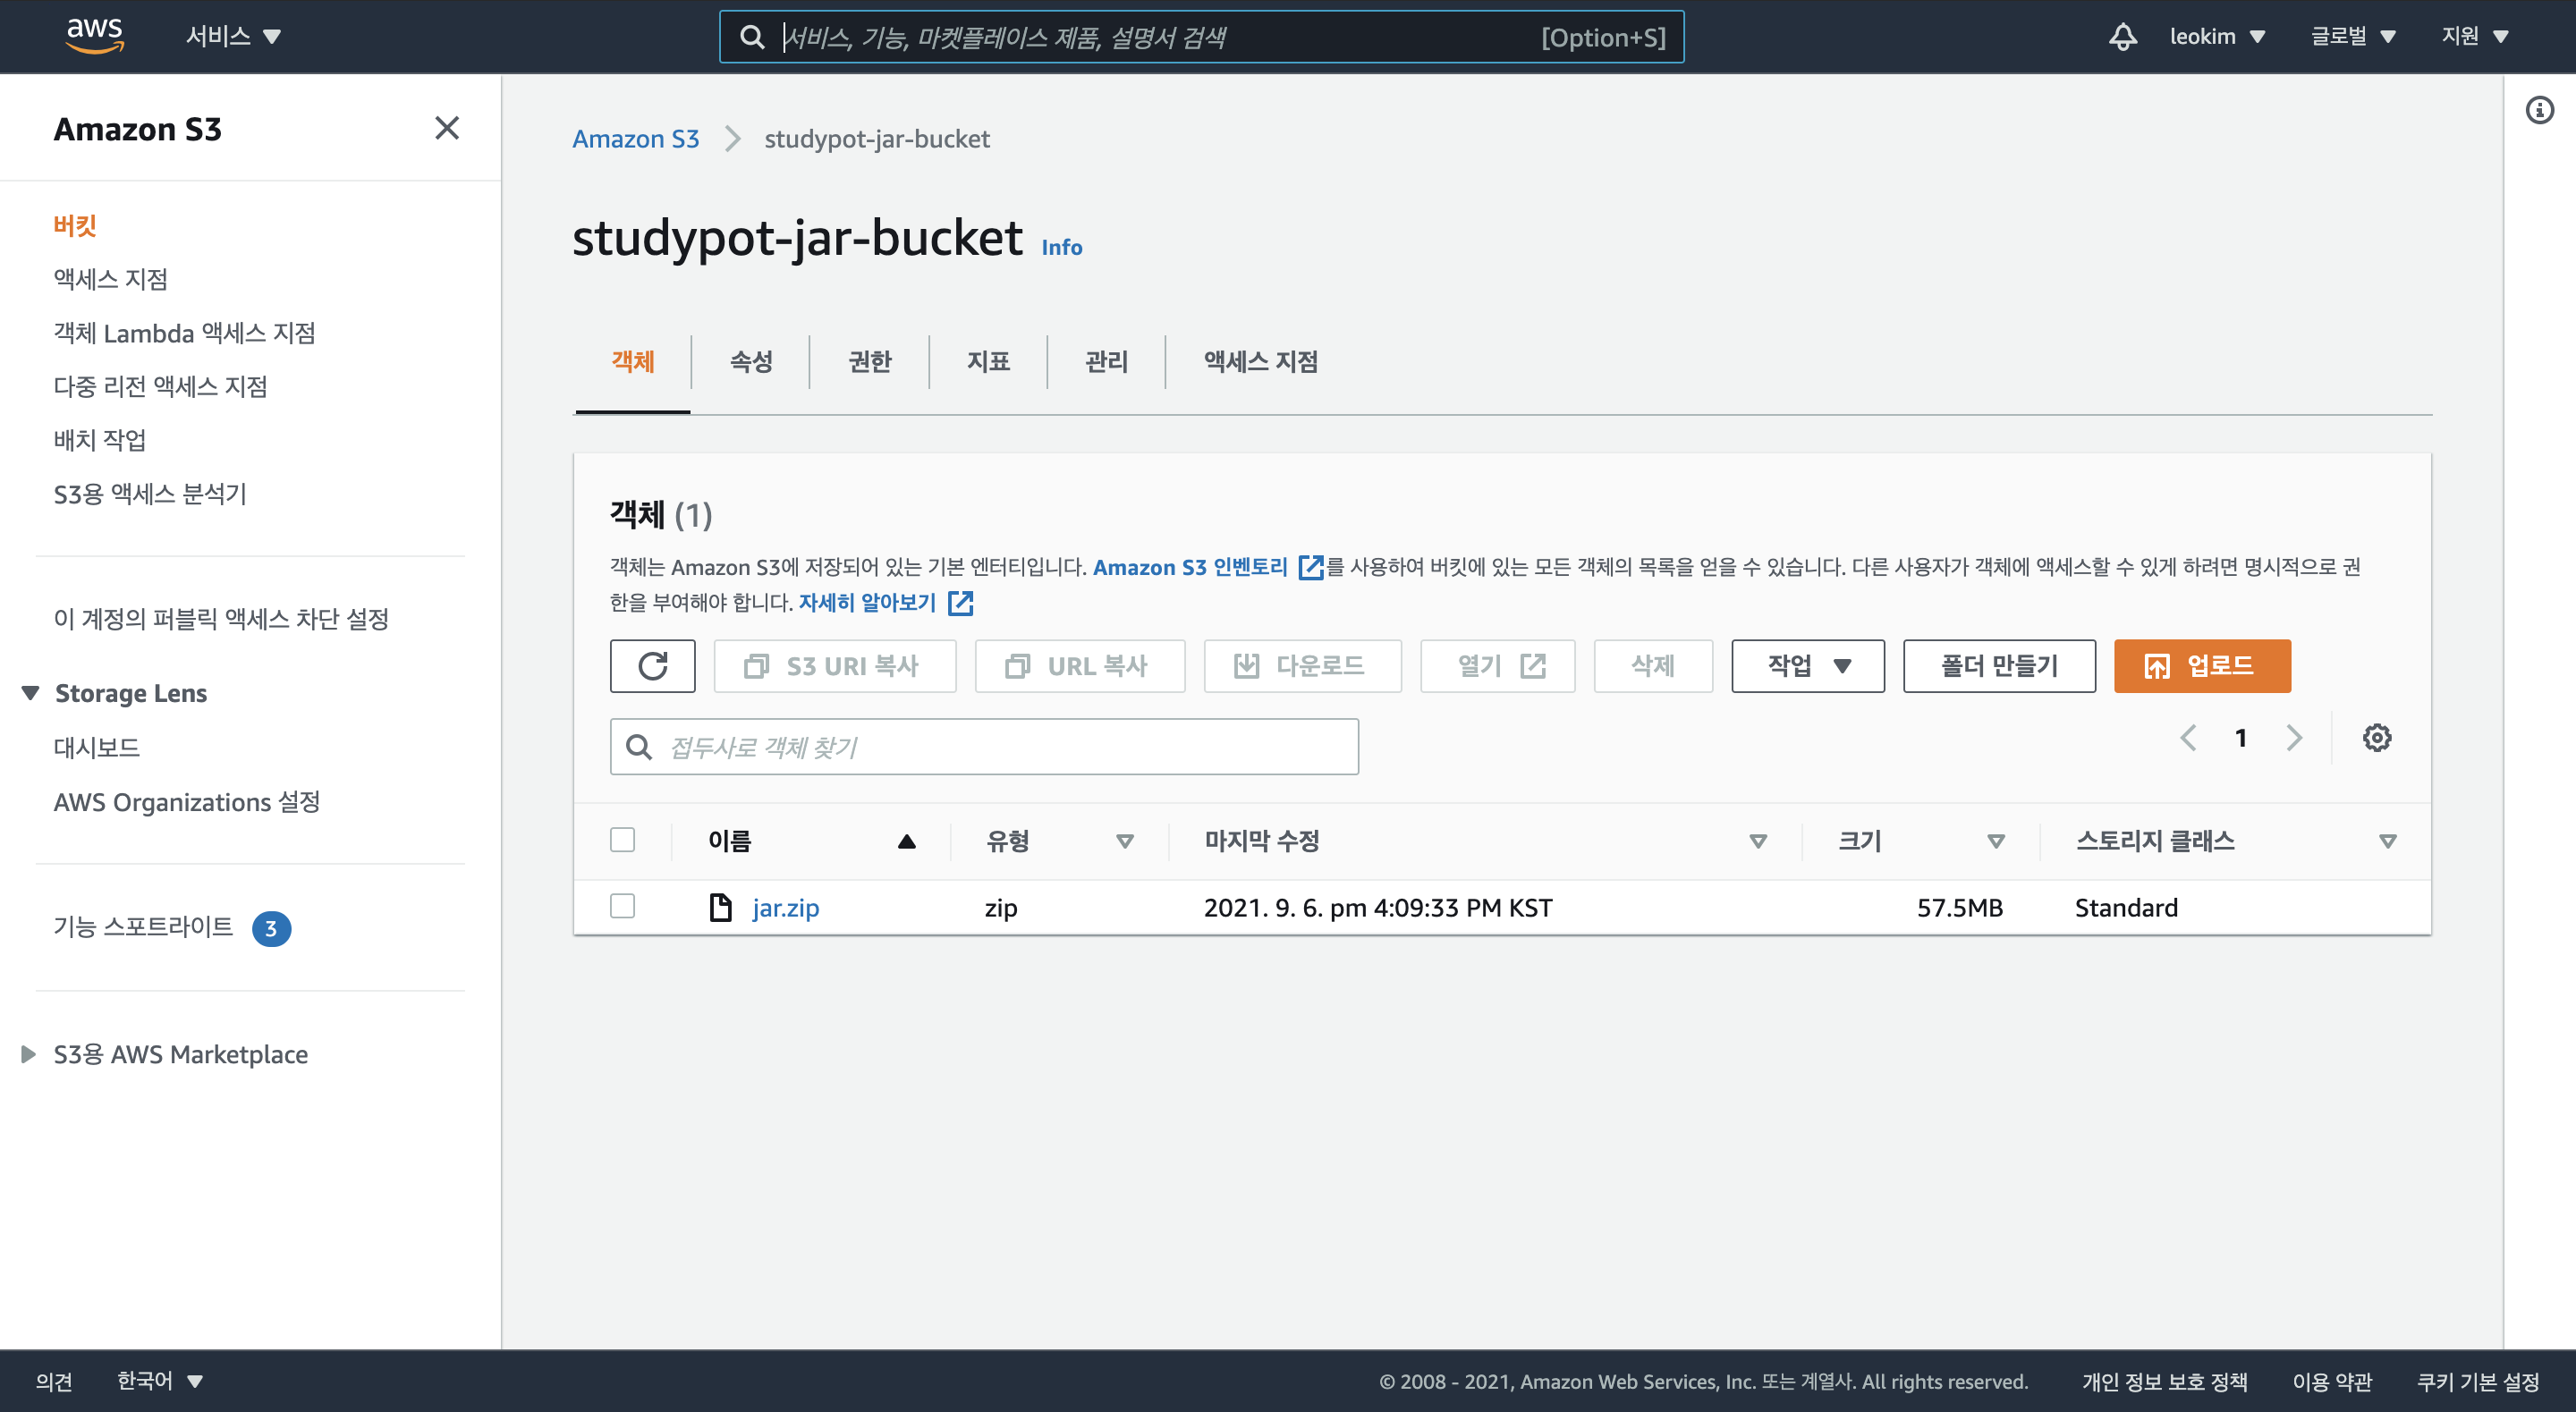 aws
서비스
서비스, 기능, 마켓플레이스 제품, 설명서 검색
[Option+S]
leokim
글로벌
지원
Amazon S3
버킷
액세스 지점
객체 Lambda 액세스 지점
다중 리전 액세스 지점
배치 작업
S3용 액세스 분석기
이 계정의 퍼블릭 액세스 차단 설정
Storage Lens
대시보드
AWS Organizations 설정
기능 스포트라이트 3
S3용 AWS Marketplace
Amazon S3 studypot-jar-bucket
studypot-jar-bucket Info
객체 속성 권한 지표 관리 액세스 지점
객체 (1)
객체는 Amazon S3에 저장되어 있는 기본 엔터티입니다. Amazon S3 인벤토리 를 사용하여 버킷에 있는 모든 객체의 목록을 얻을 수 있습니다. 다른 사용자가 객체에 액세스할 수 있게 하려면 명시적으로 권
한을 부여해야 합니다. 자세히 알아보기
S3 URI 복사 URL 복사 다운로드 열기 삭제 작업 폴더 만들기 업로드
접두사로 객체 찾기
1
이름 유형 마지막 수정 크기 스토리지 클래스
jar.zip zip 2021. 9. 6. pm 4:09:33 PM KST 57.5MB Standard
의견 한국어 © 2008 - 2021, Amazon Web Services, Inc. 또는 계열사. All rights reserved. 개인 정보 보호 정책 이용 약관 쿠키 기본 설정